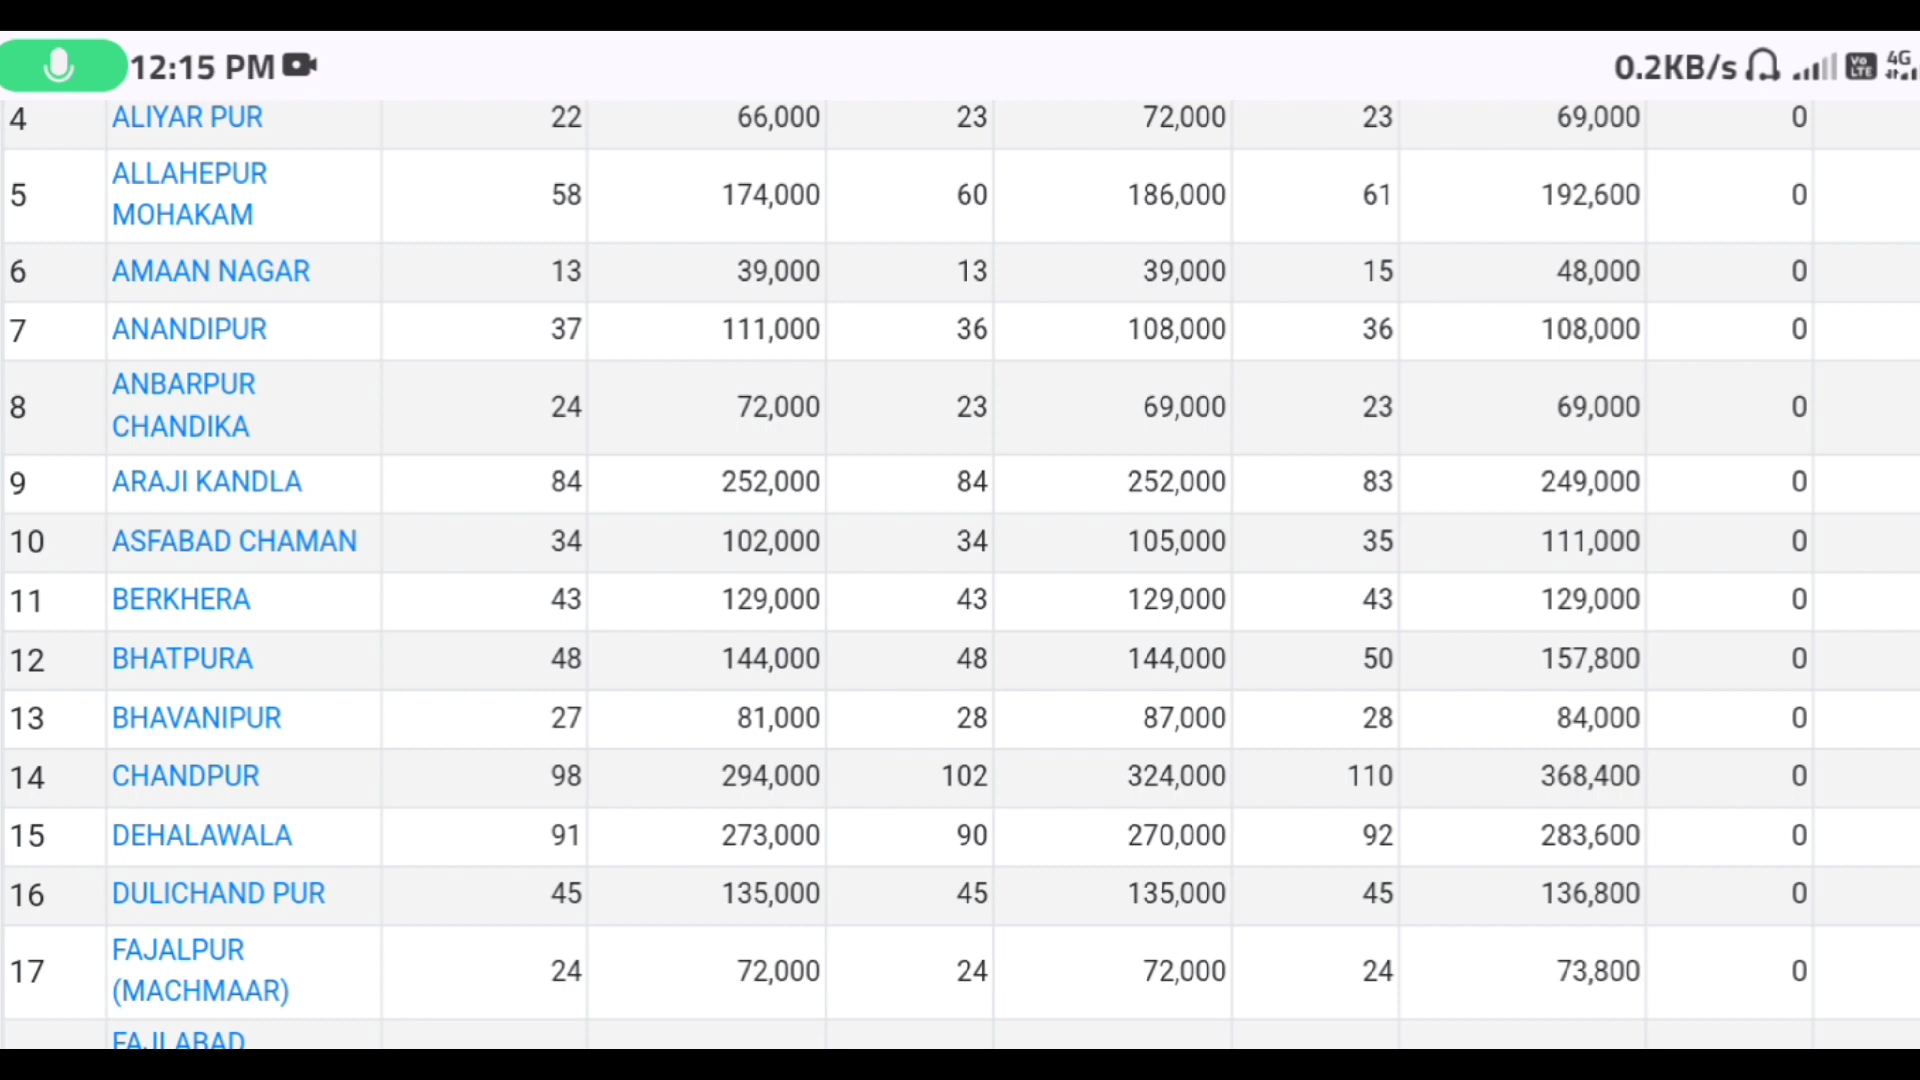 12:15 PM 0.2KB/s Vo LTE 4G
4 ALIYAR PUR 22 66,000 23 72,000 23 69,000 0
5 ALLAHEPUR MOHAKAM 58 174,000 60 186,000 61 192,600 0
6 AMAAN NAGAR 13 39,000 13 39,000 15 48,000 0
7 ANANDIPUR 37 111,000 36 108,000 36 108,000 0
8 ANBARPUR CHANDIKA 24 72,000 23 69,000 23 69,000 0
9 ARAJI KANDLA 84 252,000 84 252,000 83 249,000 0
10 ASFABAD CHAMAN 34 102,000 34 105,000 35 111,000 0
11 BERKHERA 43 129,000 43 129,000 43 129,000 0
12 BHATPURA 48 144,000 48 144,000 50 157,800 0
13 BHAVANIPUR 27 81,000 28 87,000 28 84,000 0
14 CHANDPUR 98 294,000 102 324,000 110 368,400 0
15 DEHALAWALA 91 273,000 90 270,000 92 283,600 0
16 DULICHAND PUR 45 135,000 45 135,000 45 136,800 0
17 FAJALPUR (MACHMAAR) 24 72,000 24 72,000 24 73,800 0
FAJLABAD